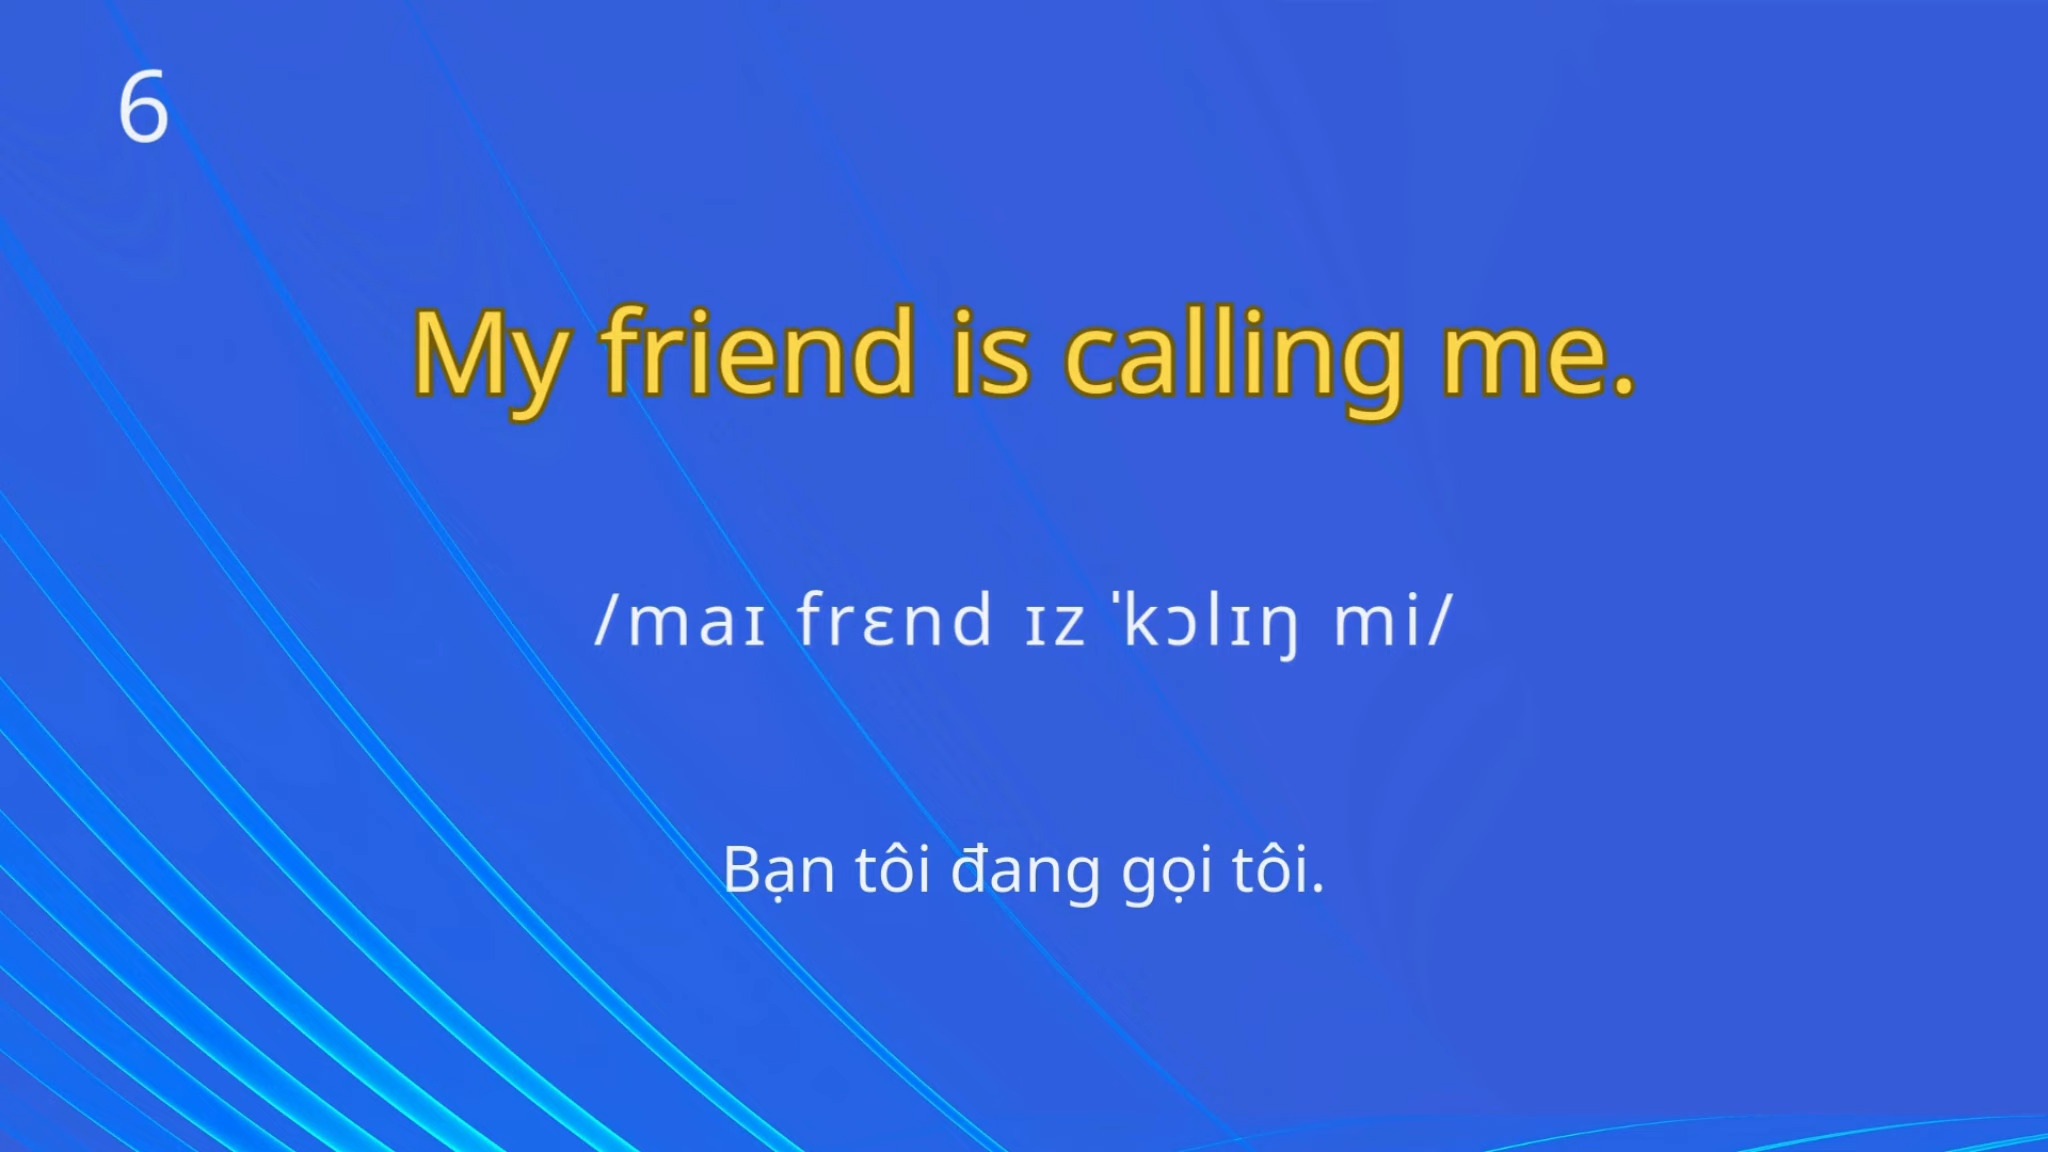 6
My friend is calling me.
/maɪ frɛnd ɪz ˈkɔlɪŋ mi/
Bạn tôi đang gọi tôi.